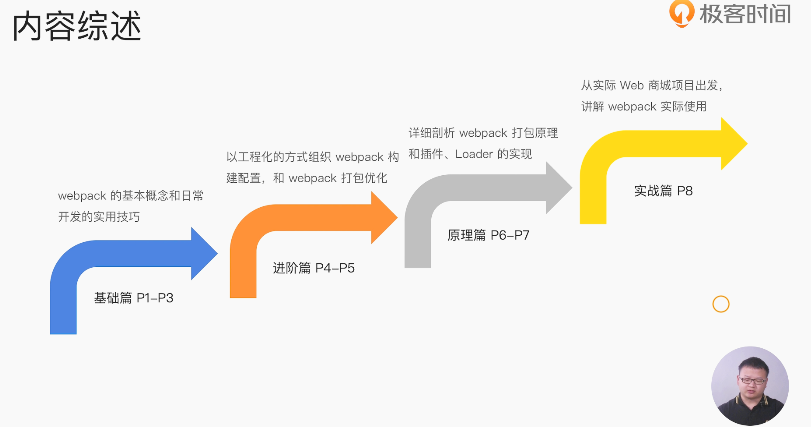 内容综述
极客时间
webpack 的基本概念和日常
开发的实用技巧
基础篇 P1-P3
以工程化的方式组织 webpack 构
建配置，和 webpack 打包优化
进阶篇 P4-P5
详细剖析 webpack 打包原理
和插件、Loader 的实现
原理篇 P6-P7
从实际 Web 商城项目出发，
讲解 webpack 实际使用
实战篇 P8